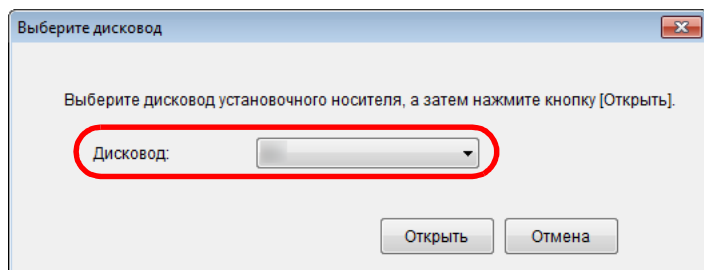 Выберите дисковод
Выберите дисковод установочного носителя, а затем нажмите кнопку [Открыть].
Дисковод:
Открыть
Отмена